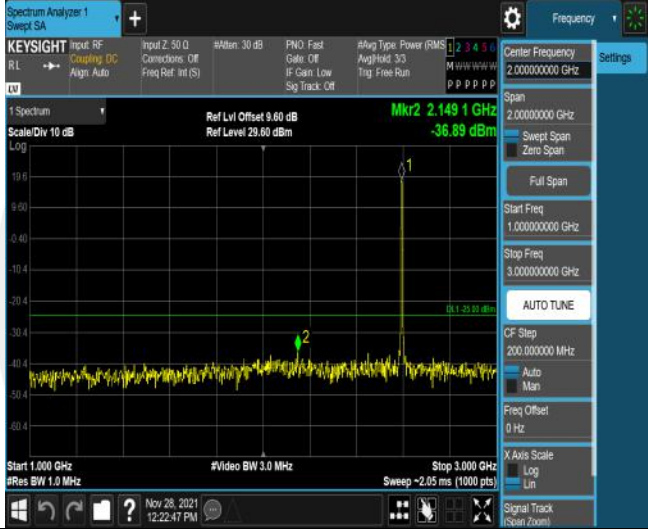 Spectrum Analyzer 1
Swept SA
+
Frequency
KEYSIGHT
RL
LV
Input: RF
Coupling: DC
Align: Auto
Input Z: 50 Ω
Corrections: Off
Freq Ref: Int (S)
#Atten: 30 dB
PNO: Fast
Gate: Off
IF Gain: Low
Sig Track: Off
#Avg Type: Power (RMS
Avg|Hold: 3/3
Trig: Free Run
1 2 3 4 5 6
M W W W W W
P P P P P P
1 Spectrum
Scale/Div 10 dB
Log
Ref Lvl Offset 9.60 dB
Ref Level 29.60 dBm
Mkr2 2.149 1 GHz
-36.89 dBm
19.6
9.60
-0.40
-10.4
-20.4
-30.4
-40.4
-50.4
-60.4
1
2
DL1 -25.00 dBm
Start 1.000 GHz
#Res BW 1.0 MHz
#Video BW 3.0 MHz
Stop 3.000 GHz
Sweep ~2.05 ms (1000 pts)
?
Nov 28, 2021
12:22:47 PM
Center Frequency
2.000000000 GHz
Span
2.00000000 GHz
Swept Span
Zero Span
Full Span
Start Freq
1.000000000 GHz
Stop Freq
3.000000000 GHz
AUTO TUNE
CF Step
200.000000 MHz
Auto
Man
Freq Offset
0 Hz
X Axis Scale
Log
Lin
Signal Track
(Span Zoom)
Settings